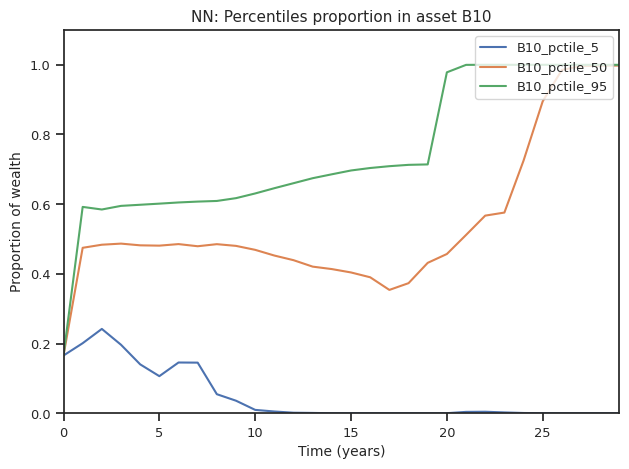 NN: Percentiles proportion in asset B10
Proportion of wealth
1.0
0.8
0.6
0.4
0.2
0.0
B10_pctile_5
B10_pctile_50
B10_pctile_95
0 5 10 15 20 25
Time (years)